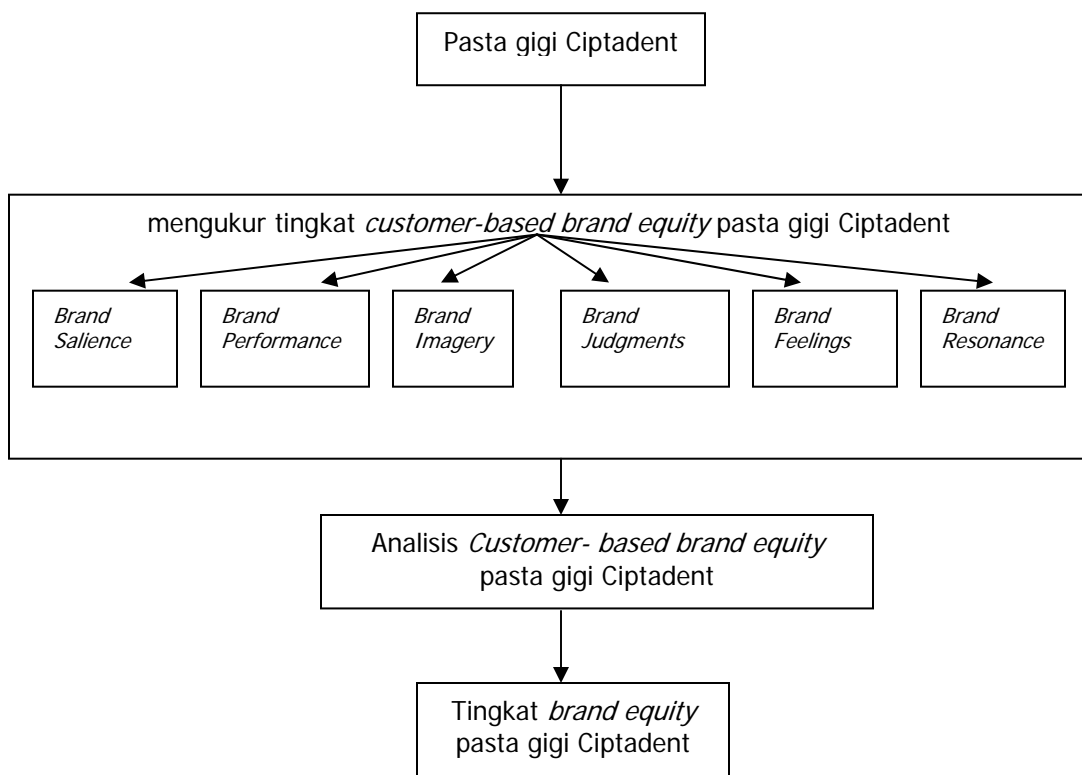 Pasta gigi Ciptadent
mengukur tingkat customer-based brand equity pasta gigi Ciptadent
Brand
Salience
Brand
Performance
Brand
Imagery
Brand
Judgments
Brand
Feelings
Brand
Resonance
Analisis Customer- based brand equity
pasta gigi Ciptadent
Tingkat brand equity
pasta gigi Ciptadent